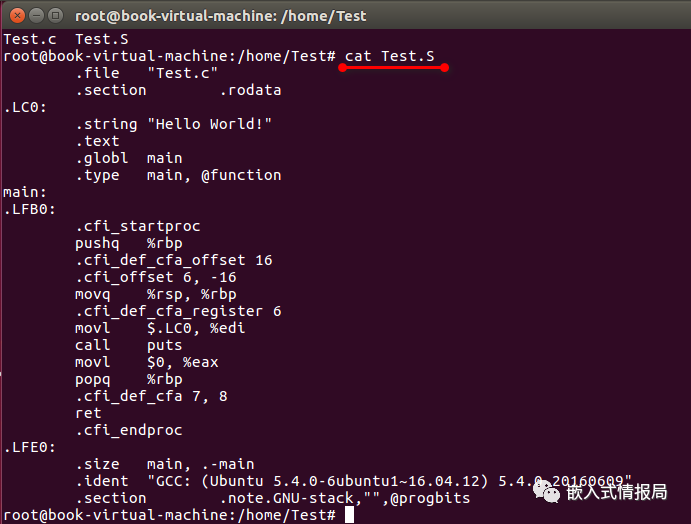 root@book-virtual-machine: /home/Test
Test.c  Test.S
root@book-virtual-machine:/home/Test# cat Test.S
        .file   "Test.c"
        .section        .rodata
.LC0:
        .string "Hello World!"
        .text
        .globl  main
        .type   main, @function
main:
.LFB0:
        .cfi_startproc
        pushq   %rbp
        .cfi_def_cfa_offset 16
        .cfi_offset 6, -16
        movq    %rsp, %rbp
        .cfi_def_cfa_register 6
        movl    $.LC0, %edi
        call    puts
        movl    $0, %eax
        popq    %rbp
        .cfi_def_cfa 7, 8
        ret
        .cfi_endproc
.LFE0:
        .size   main, .-main
        .ident  "GCC: (Ubuntu 5.4.0-6ubuntu1~16.04.12) 5.4.0 20160609"
        .section        .note.GNU-stack,"",@progbits
root@book-virtual-machine:/home/Test#
嵌入式情报局